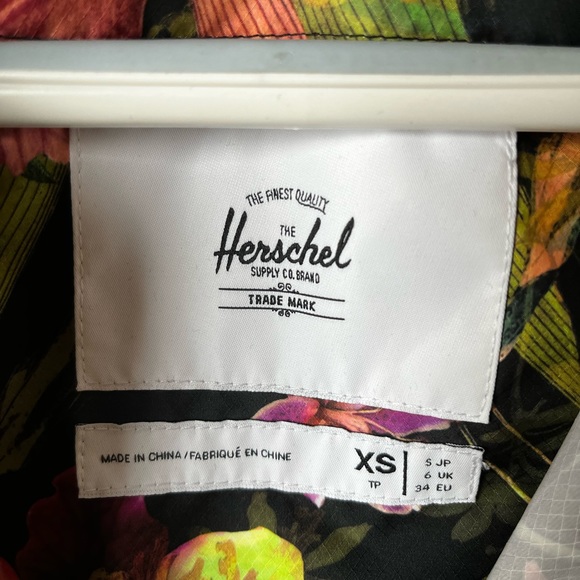 THE FINEST QUALITY
THE
Herschel
SUPPLY CO. BRAND
TRADE MARK
MADE IN CHINA / FABRIQUÉ EN CHINE
XS
TP
S JP
6 UK
34 EU